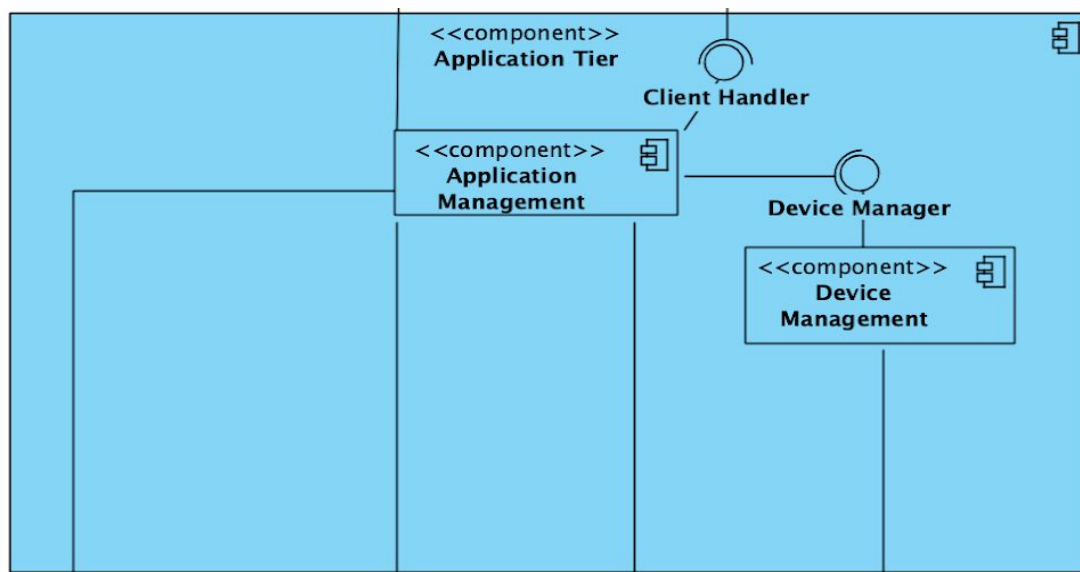 <<component>>
Application Tier
Client Handler
<<component>>
Application
Management
Device Manager
<<component>>
Device
Management